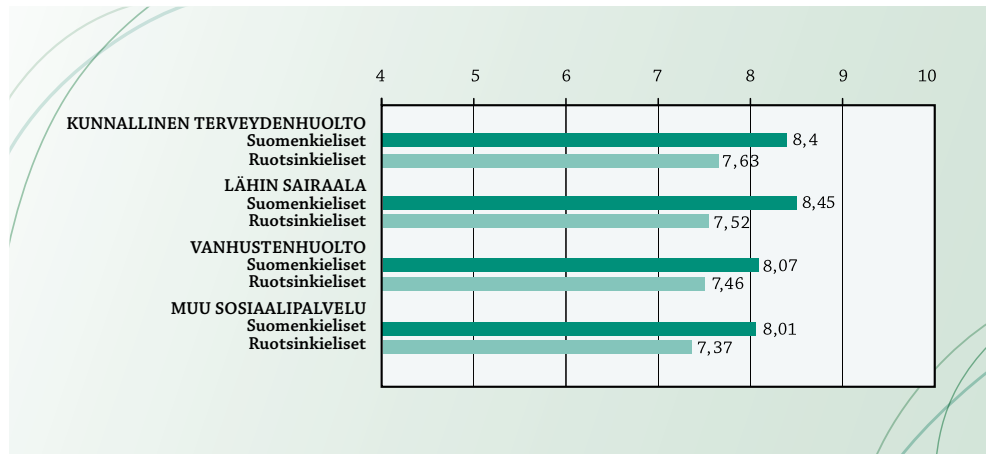 4 5 6 7 8 9 10
KUNNALLINEN TERVEYDENHUOLTO
Suomenkieliset 8,4
Ruotsinkieliset 7,63
LÄHIN SAIRAALA
Suomenkieliset 8,45
Ruotsinkieliset 7,52
VANHUSTENHUOLTO
Suomenkieliset 8,07
Ruotsinkieliset 7,46
MUU SOSIAALIPALVELU
Suomenkieliset 8,01
Ruotsinkieliset 7,37